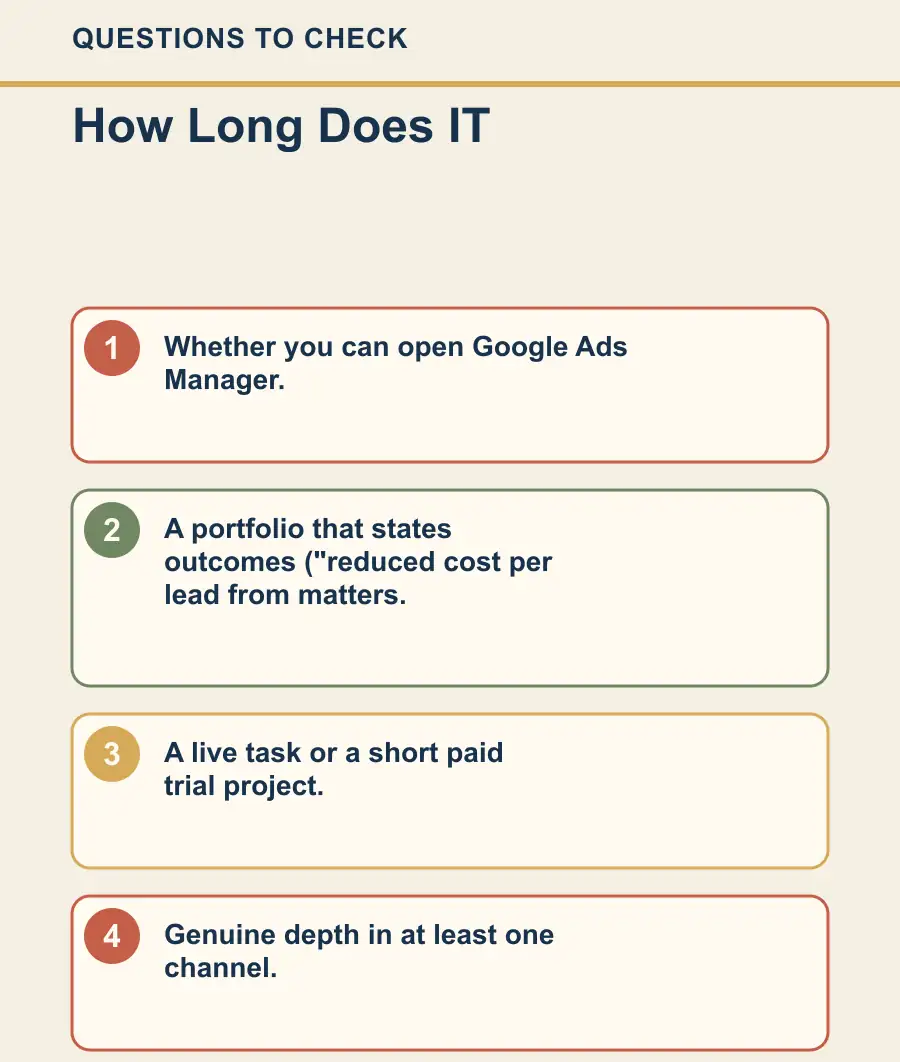 QUESTIONS TO CHECK
How Long Does IT
1
Whether you can open Google Ads
Manager.
2
A portfolio that states
outcomes ("reduced cost per
lead from matters.
3
A live task or a short paid
trial project.
4
Genuine depth in at least one
channel.